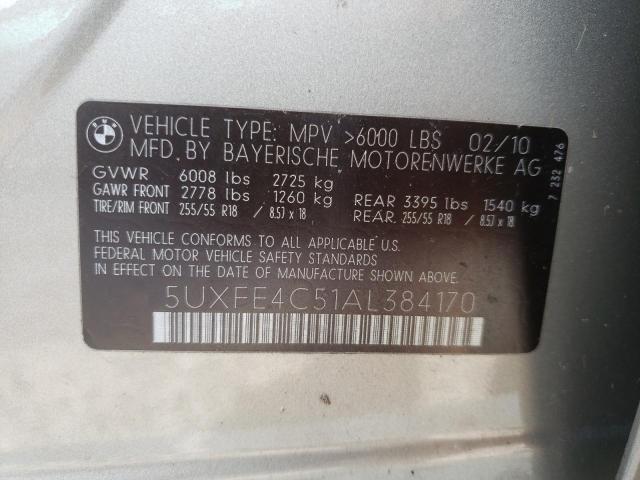 BMW
VEHICLE TYPE: MPV >6000 LBS 02/10
MFD. BY BAYERISCHE MOTORENWERKE AG
GVWR 6008 lbs 2725 kg
GAWR FRONT 2778 lbs 1260 kg REAR 3395 lbs 1540 kg
TIRE/RIM FRONT 255/55 R18 / 8.5J x 18 REAR. 255/55 R18 / 8.5J x 18
THIS VEHICLE CONFORMS TO ALL APPLICABLE U.S.
FEDERAL MOTOR VEHICLE SAFETY STANDARDS
IN EFFECT ON THE DATE OF MANUFACTURE SHOWN ABOVE.
5UXFE4C51AL384170
7 232 476